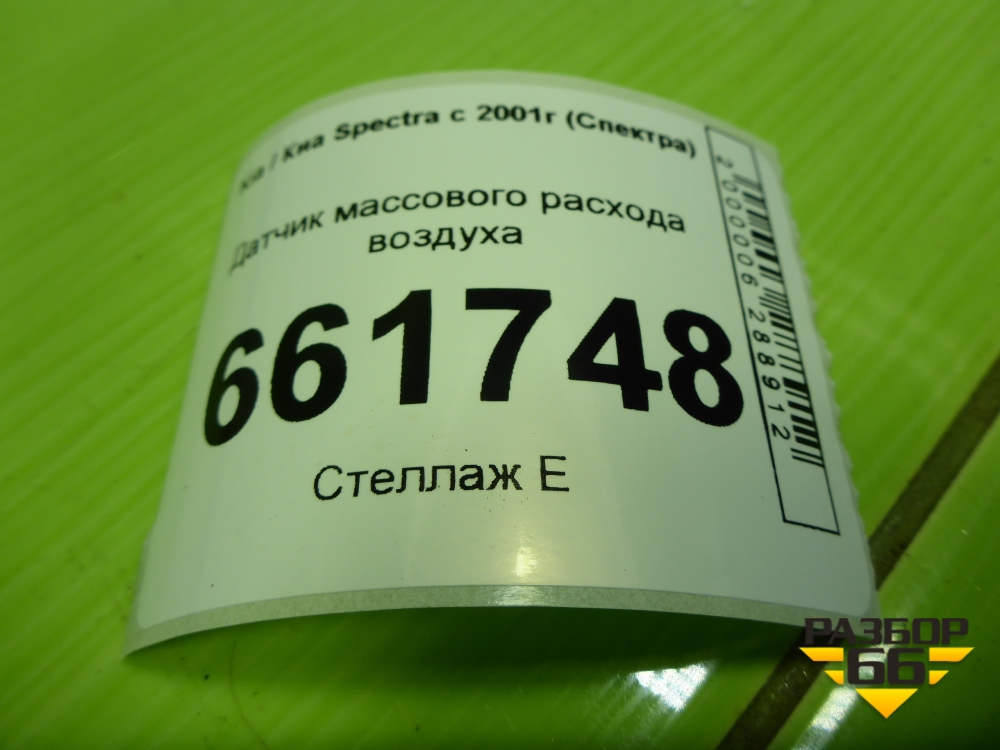 Kia / Киа Spectra с 2001г (Спектра)
Датчик массового расхода
воздуха
661748
Стеллаж Е
2000006288912
РАЗБОР
66